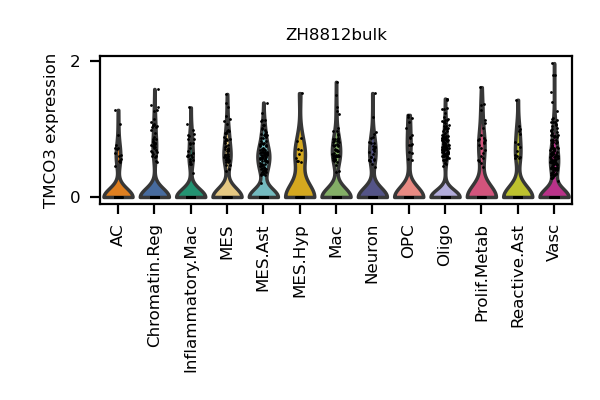 ZH8812bulk
TMCO3 expression
2
0
AC
Chromatin.Reg
Inflammatory.Mac
MES
MES.Ast
MES.Hyp
Mac
Neuron
OPC
Oligo
Prolif.Metab
Reactive.Ast
Vasc